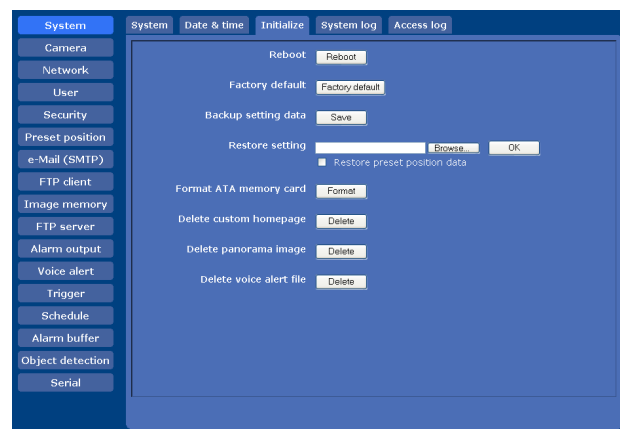 System
Camera
Network
User
Security
Preset position
e-Mail (SMTP)
FTP client
Image memory
FTP server
Alarm output
Voice alert
Trigger
Schedule
Alarm buffer
Object detection
Serial
System Date & time Initialize System log Access log
Reboot Reboot
Factory default Factory default
Backup setting data Save
Restore setting Browse... OK
Restore preset position data
Format ATA memory card Format
Delete custom homepage Delete
Delete panorama image Delete
Delete voice alert file Delete